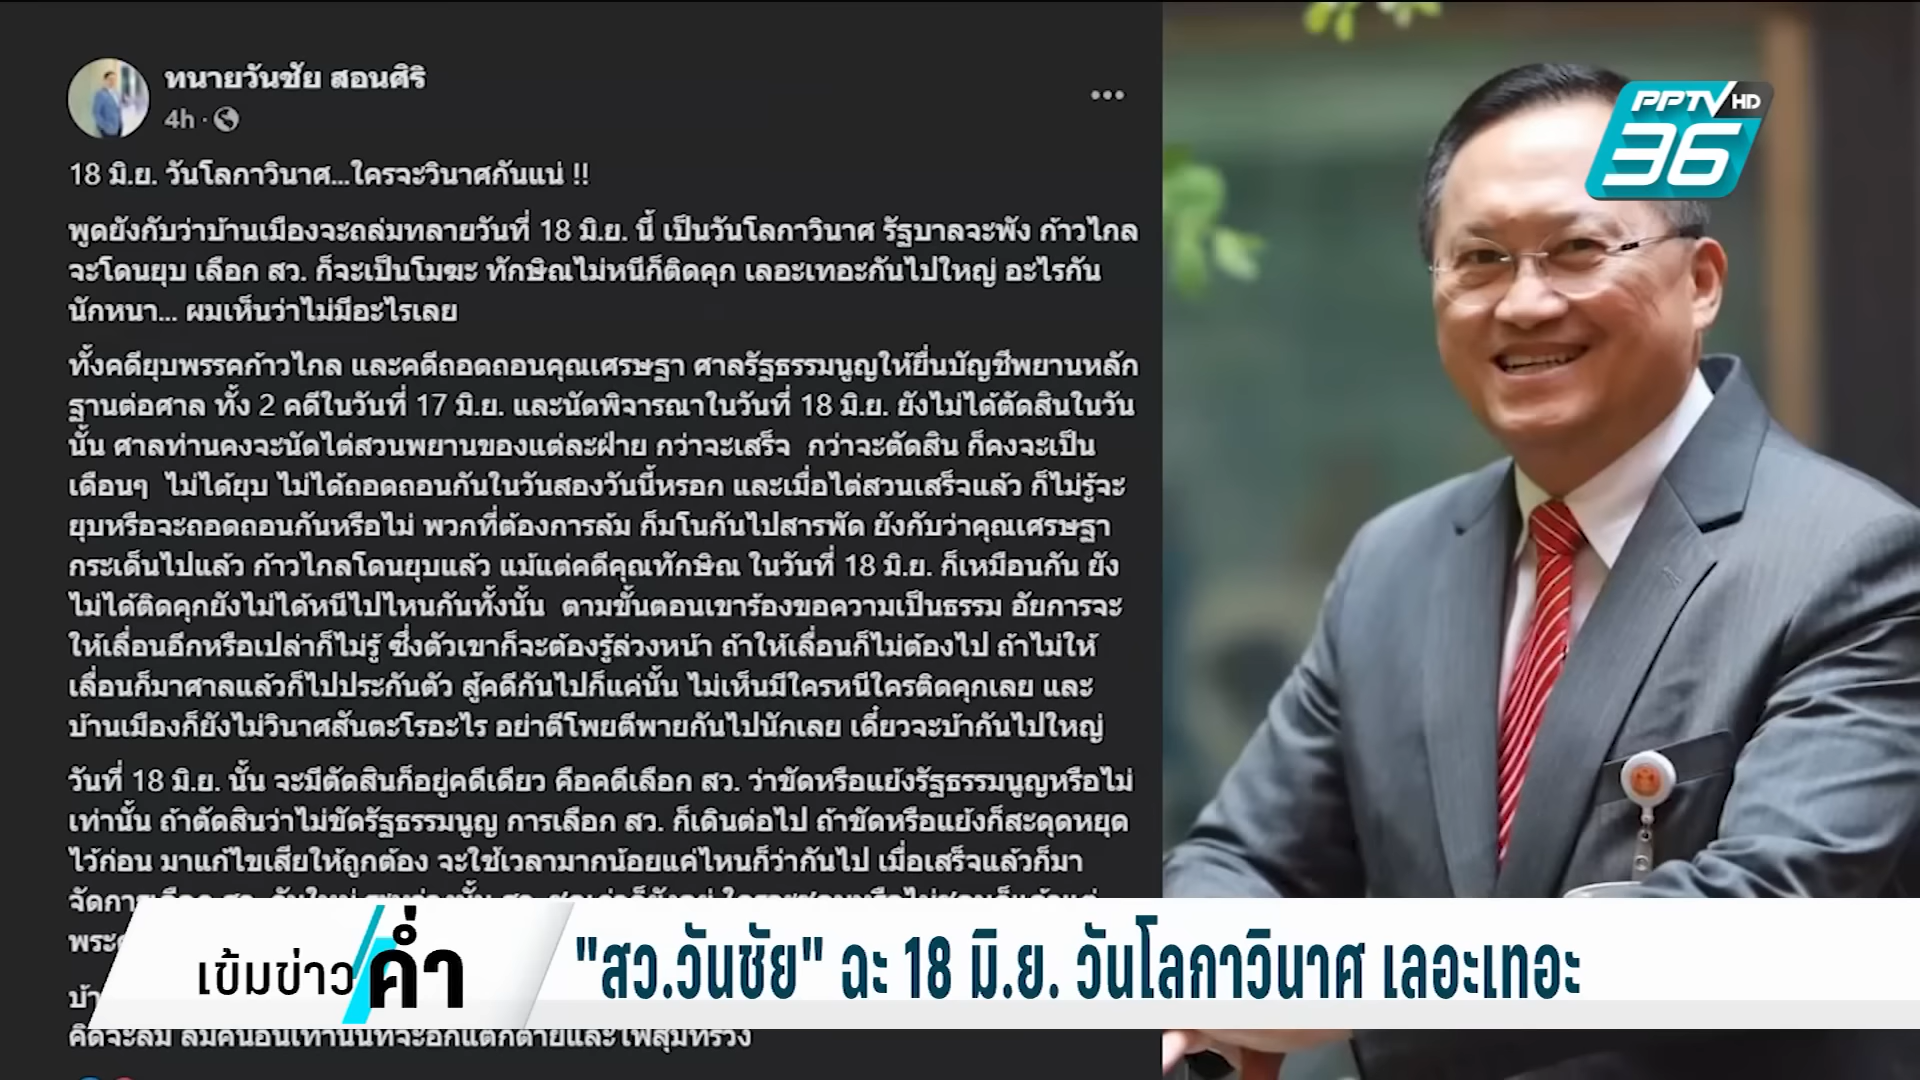 ทนายวันชัย สอนศิริ
4h
PPTV HD
36
18 มิ.ย. วันโลกาวินาศ...ใครจะวินาศกันแน่ !!
พูดยังกับว่าบ้านเมืองจะถล่มทลายวันที่ 18 มิ.ย. นี้ เป็นวันโลกาวินาศ รัฐบาลจะพัง ก้าวไกล
จะโดนยุบ เลือก สว. ก็จะเป็นโมฆะ ทักษิณไม่หนีก็ติดคุก เลอะเทอะกันไปใหญ่ อะไรกัน
นักหนา... ผมเห็นว่าไม่มีอะไรเลย
ทั้งคดียุบพรรคก้าวไกล และคดีถอดถอนคุณเศรษฐา ศาลรัฐธรรมนูญให้ยื่นบัญชีพยานหลัก
ฐานต่อศาล ทั้ง 2 คดีในวันที่ 17 มิ.ย. และนัดพิจารณาในวันที่ 18 มิ.ย. ยังไม่ได้ตัดสินในวัน
นั้น ศาลท่านคงจะนัดไต่สวนพยานของแต่ละฝ่าย กว่าจะเสร็จ กว่าจะตัดสิน ก็คงจะเป็น
เดือนๆ ไม่ได้ยุบ ไม่ได้ถอดถอนกันในวันสองวันนี้หรอก และเมื่อไต่สวนเสร็จแล้ว ก็ไม่รู้จะ
ยุบหรือจะถอดถอนกันหรือไม่ พวกที่ต้องการล้ม ก็มโนกันไปสารพัด ยังกับว่าคุณเศรษฐา
กระเด็นไปแล้ว ก้าวไกลโดนยุบแล้ว แม้แต่คดีคุณทักษิณ ในวันที่ 18 มิ.ย. ก็เหมือนกัน ยัง
ไม่ได้ติดคุกยังไม่ได้หนีไปไหนกันทั้งนั้น ตามขั้นตอนเขาร้องขอความเป็นธรรม อัยการจะ
ให้เลื่อนอีกหรือเปล่าก็ไม่รู้ ซึ่งตัวเขาก็จะต้องรู้ล่วงหน้า ถ้าให้เลื่อนก็ไม่ต้องไป ถ้าไม่ให้
เลื่อนก็มาศาลแล้วก็ไปประกันตัว สู้คดีกันไปก็แค่นั้น ไม่เห็นมีใครหนีใครติดคุกเลย และ
บ้านเมืองก็ยังไม่วินาศสันตะโรอะไร อย่าตีโพยตีพายกันไปนักเลย เดี๋ยวจะบ้ากันไปใหญ่
วันที่ 18 มิ.ย. นั้น จะมีตัดสินก็อยู่คดีเดียว คือคดีเลือก สว. ว่าขัดหรือแย้งรัฐธรรมนูญหรือไม่
เท่านั้น ถ้าตัดสินว่าไม่ขัดรัฐธรรมนูญ การเลือก สว. ก็เดินต่อไป ถ้าขัดหรือแย้งก็สะดุดหยุด
ไว้ก่อน มาแก้ไขเสียให้ถูกต้อง จะใช้เวลามากน้อยแค่ไหนก็ว่ากันไป เมื่อเสร็จแล้วก็มา
เข้มข่าวค่ำ
"สว.วันชัย" ฉะ 18 มิ.ย. วันโลกาวินาศ เลอะเทอะ